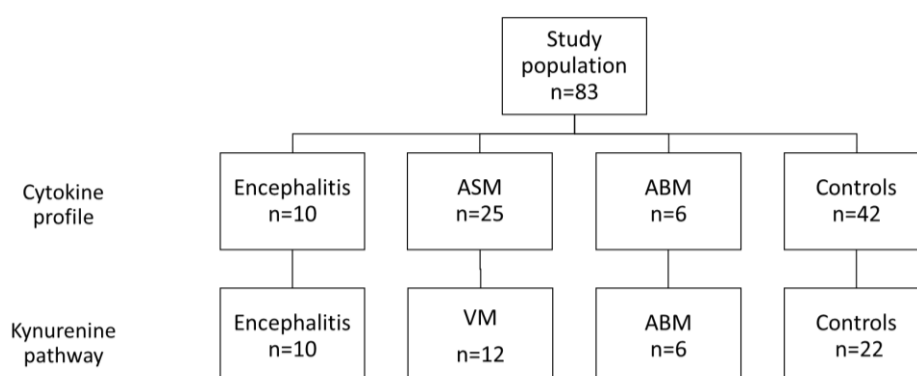 Study
population
n=83
Cytokine
profile
Encephalitis
n=10
ASM
n=25
ABM
n=6
Controls
n=42
Kynurenine
pathway
Encephalitis
n=10
VM
n=12
ABM
n=6
Controls
n=22